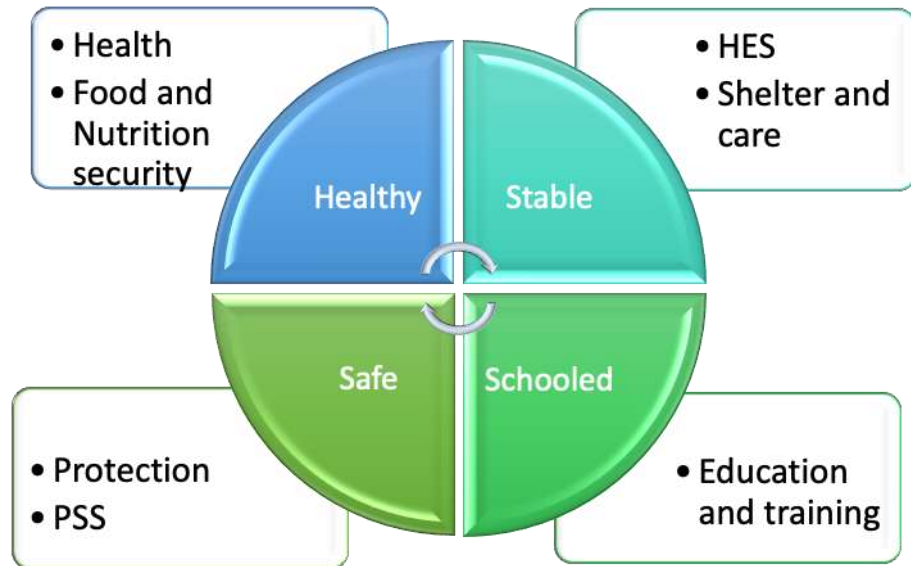 • Health
• Food and
Nutrition
security
• HES
• Shelter and
care
Healthy
Stable
Safe
Schooled
• Protection
• PSS
• Education
and training